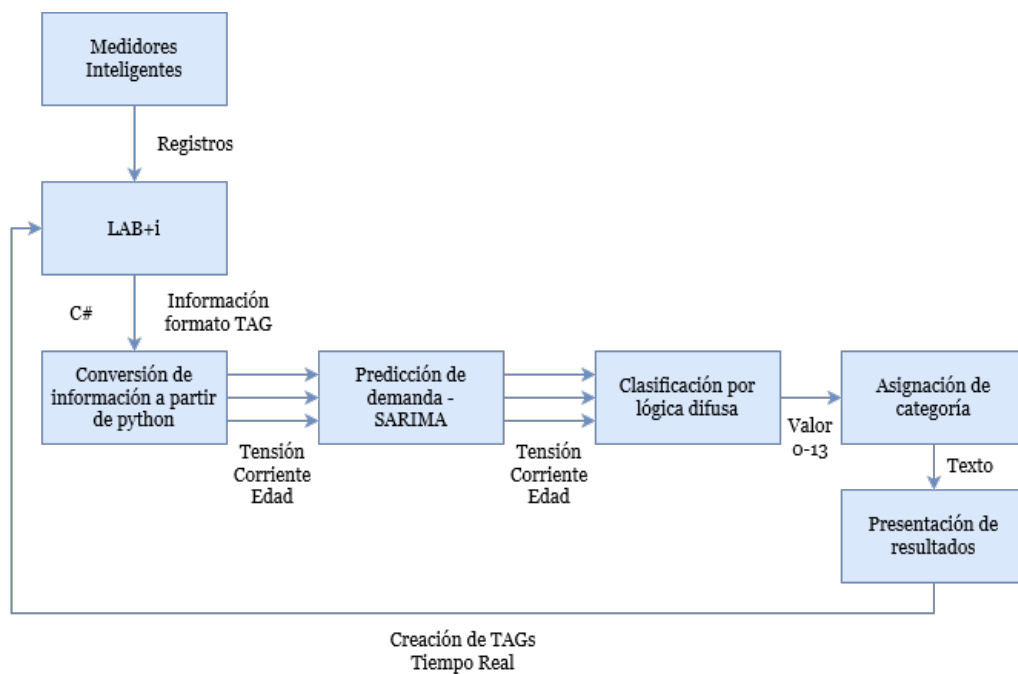 Medidores
Inteligentes
Registros
LAB+i
C#
Información
formato TAG
Conversión de
información a partir
de python
Tensión
Corriente
Edad
Predicción de
demanda -
SARIMA
Tensión
Corriente
Edad
Clasificación por
lógica difusa
Valor
0-13
Asignación de
categoría
Texto
Presentación de
resultados
Creación de TAGs
Tiempo Real